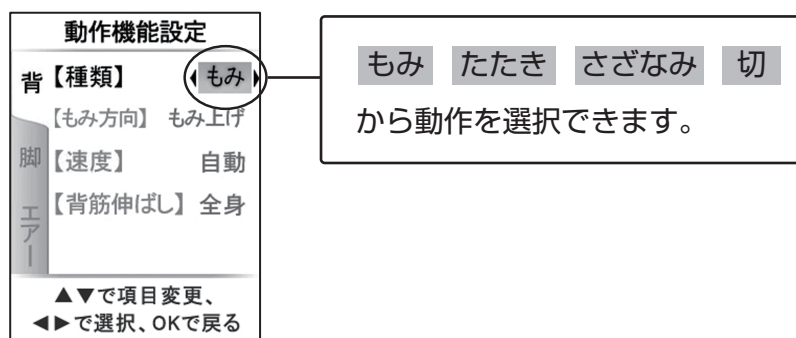 動作機能設定
背【種類】 もみ
【もみ方向】 もみ上げ
脚【速度】 自動
【背筋伸ばし】 全身
エアー
▲▼で項目変更、
◀▶で選択、OKで戻る
もみ たたき さざなみ 切
から動作を選択できます。